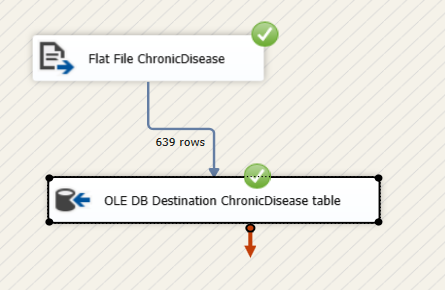 Flat File ChronicDisease
639 rows
OLE DB Destination ChronicDisease table